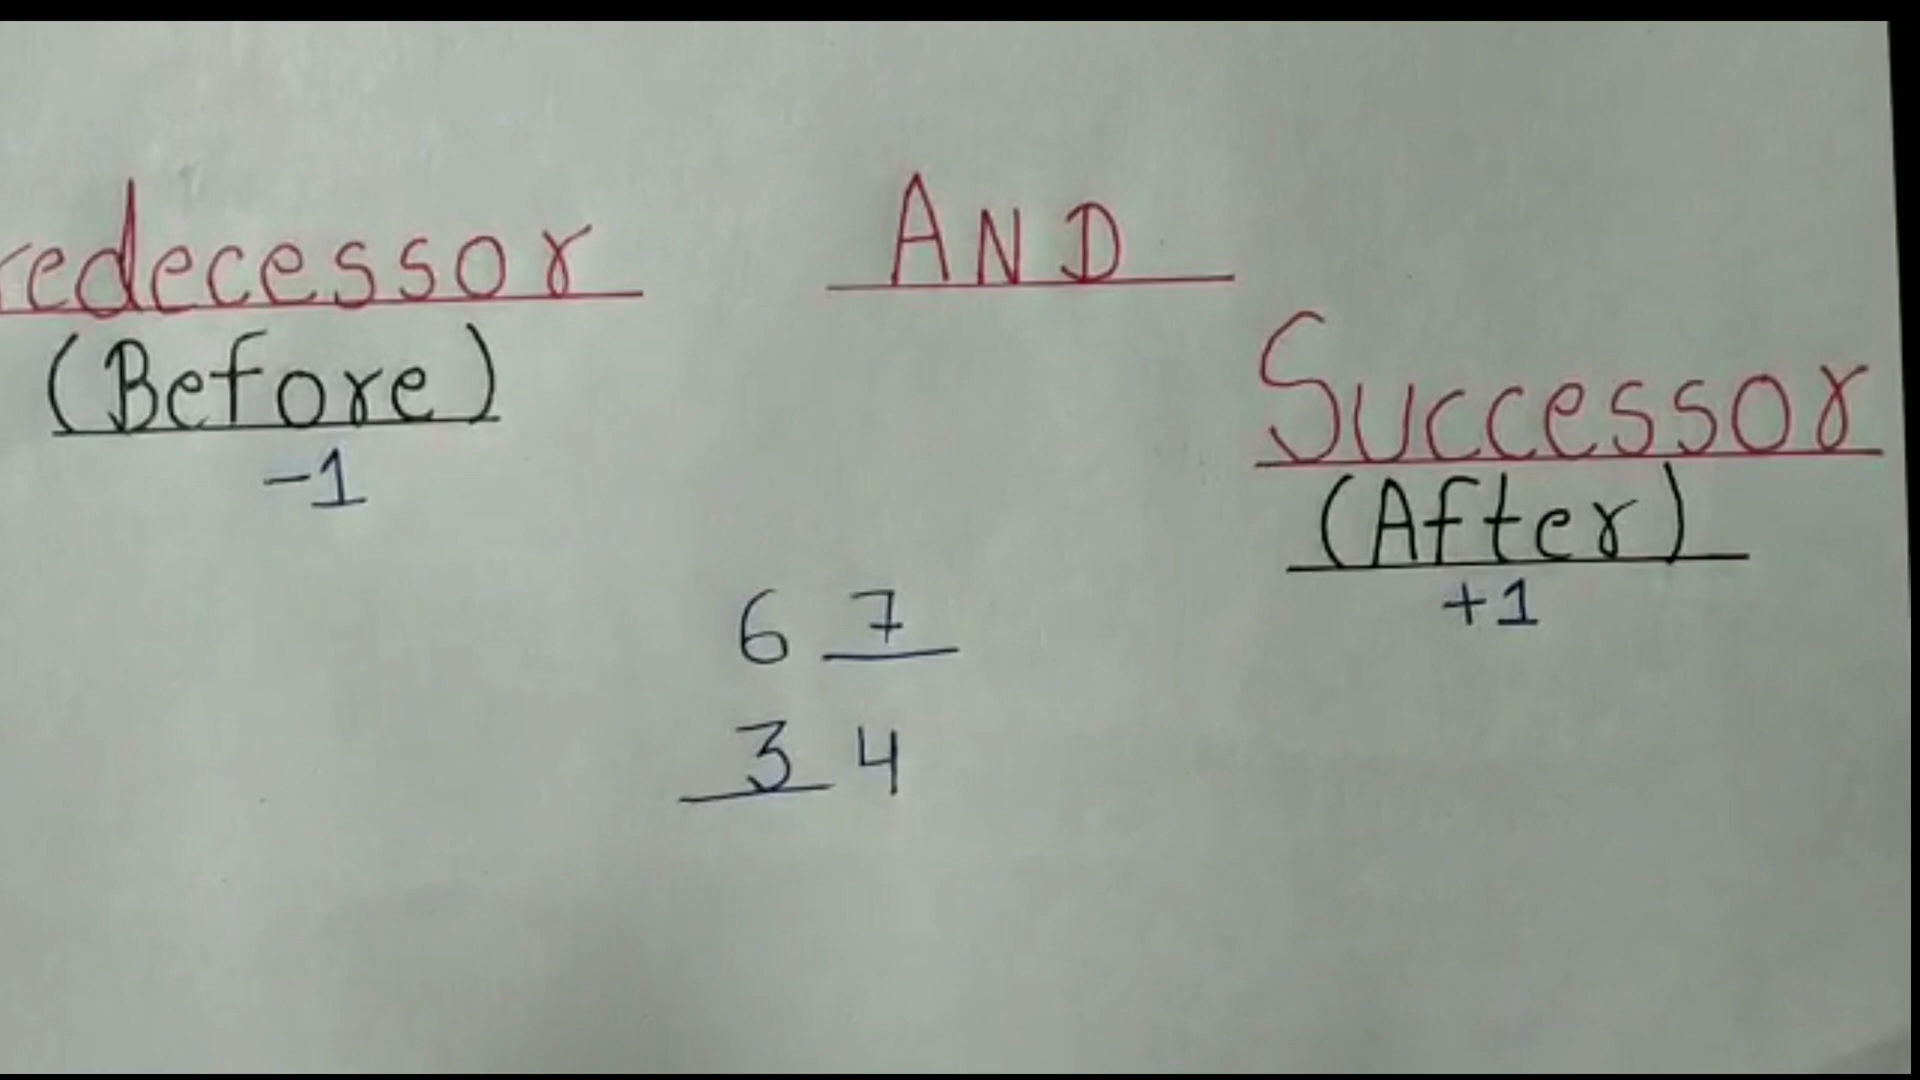 redecessor AND
(Before)
-1
Successor
(After)
+1
6 7
3 4